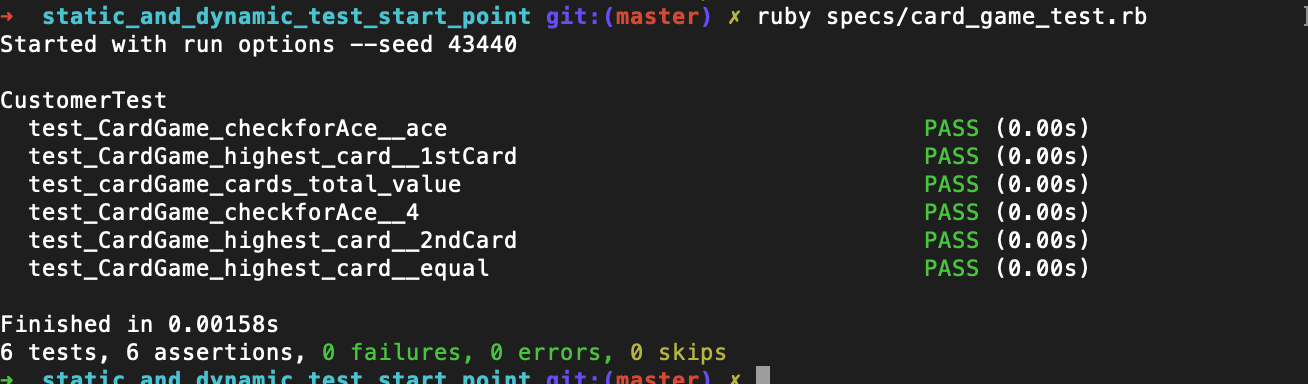 → static_and_dynamic_test_start_point git:(master) ✗ ruby specs/card_game_test.rb
Started with run options --seed 43440
CustomerTest
test_CardGame_checkforAce__ace PASS (0.00s)
test_CardGame_highest_card__1stCard PASS (0.00s)
test_cardGame_cards_total_value PASS (0.00s)
test_CardGame_checkforAce__4 PASS (0.00s)
test_CardGame_highest_card__2ndCard PASS (0.00s)
test_CardGame_highest_card__equal PASS (0.00s)
Finished in 0.00158s
6 tests, 6 assertions, 0 failures, 0 errors, 0 skips
→ static_and_dynamic_test_start_point git:(master) ✗